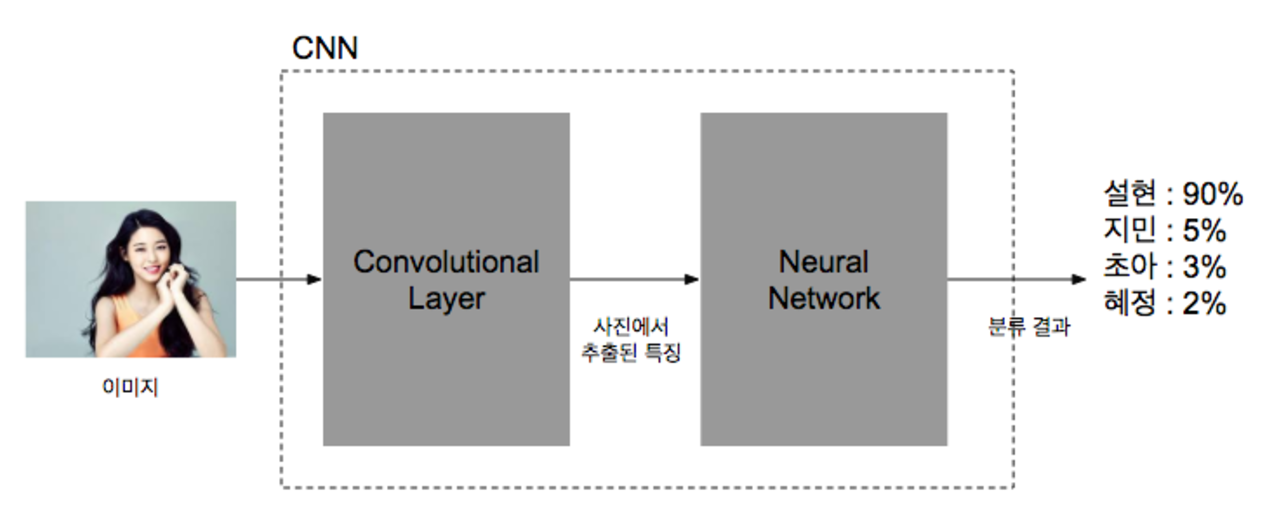 CNN
이미지
Convolutional
Layer
사진에서
추출된 특징
Neural
Network
분류 결과
설현 : 90%
지민 : 5%
초아 : 3%
혜정 : 2%